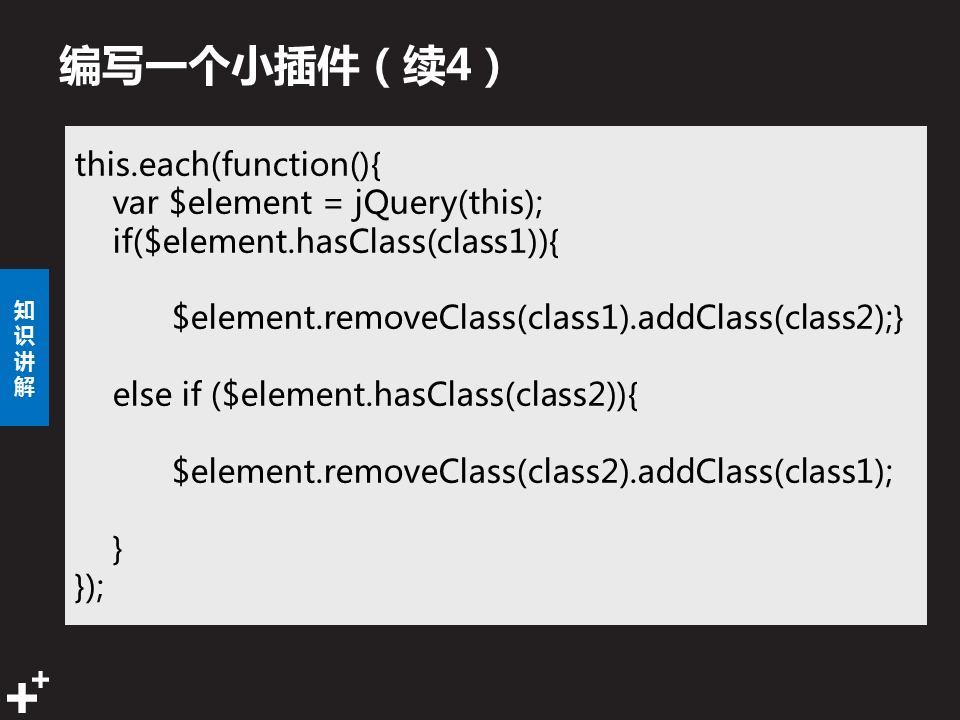 编写一个小插件（续4）
this.each(function(){
var $element = jQuery(this);
if($element.hasClass(class1)){
$element.removeClass(class1).addClass(class2);}
else if ($element.hasClass(class2)){
$element.removeClass(class2).addClass(class1);
}
});
知
识
讲
解